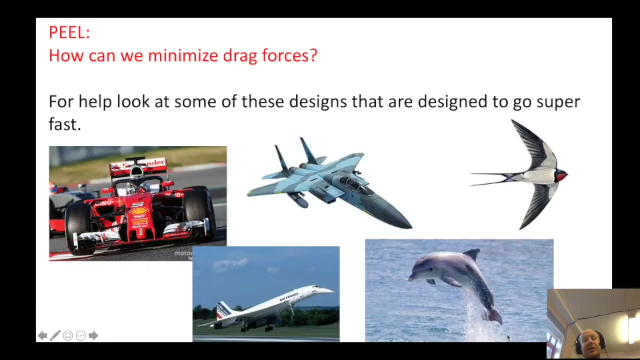 PEEL:
How can we minimize drag forces?
For help look at some of these designs that are designed to go super
fast.
Santander